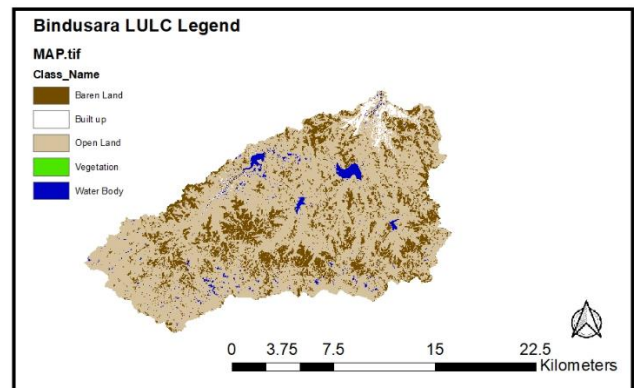 Bindusara LULC Legend
MAP.tif
Class_Name
Baren Land
Built up
Open Land
Vegetation
Water Body
0 3.75 7.5 15 22.5
Kilometers